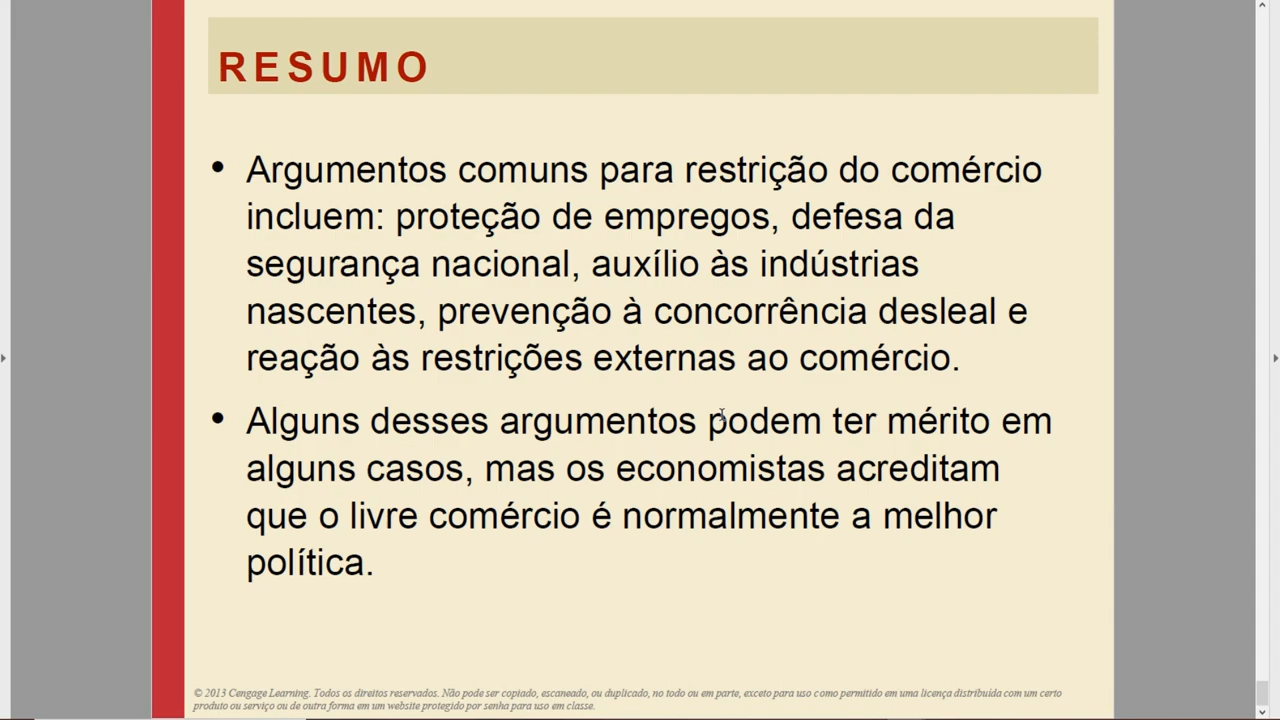 RESUMO
• Argumentos comuns para restrição do comércio
incluem: proteção de empregos, defesa da
segurança nacional, auxílio às indústrias
nascentes, prevenção à concorrência desleal e
reação às restrições externas ao comércio.
• Alguns desses argumentos podem ter mérito em
alguns casos, mas os economistas acreditam
que o livre comércio é normalmente a melhor
política.
© 2013 Cengage Learning. Todos os direitos reservados. Não pode ser copiado, escaneado, ou duplicado, no todo ou em parte, exceto para uso como permitido em uma licença distribuída com um certo
produto ou serviço ou de outra forma em um website protegido por senha para uso em classe.